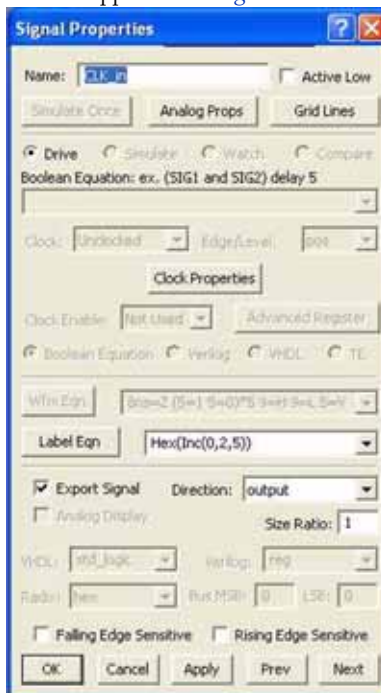 Signal Properties
Name: CLK_in Active Low
Simulate Once Analog Props Grid Lines
Drive Simulate Watch Compare
Boolean Equation: ex. (SIG1 and SIG2) delay 5
Clock: Unclocked Edge/Level: pos
Clock Properties
Clock Enable: Not Used Advanced Register
Boolean Equation Verilog VHDL TE
Wfm Eqn
Label Eqn Hex(Inc(0,2,5))
Export Signal Direction: output
Analog Display
Size Ratio: 1
VHDL: std_logic Verilog: reg
Radix: hex Bus MSB: 0 LSB: 0
Falling Edge Sensitive Rising Edge Sensitive
OK Cancel Apply Prev Next